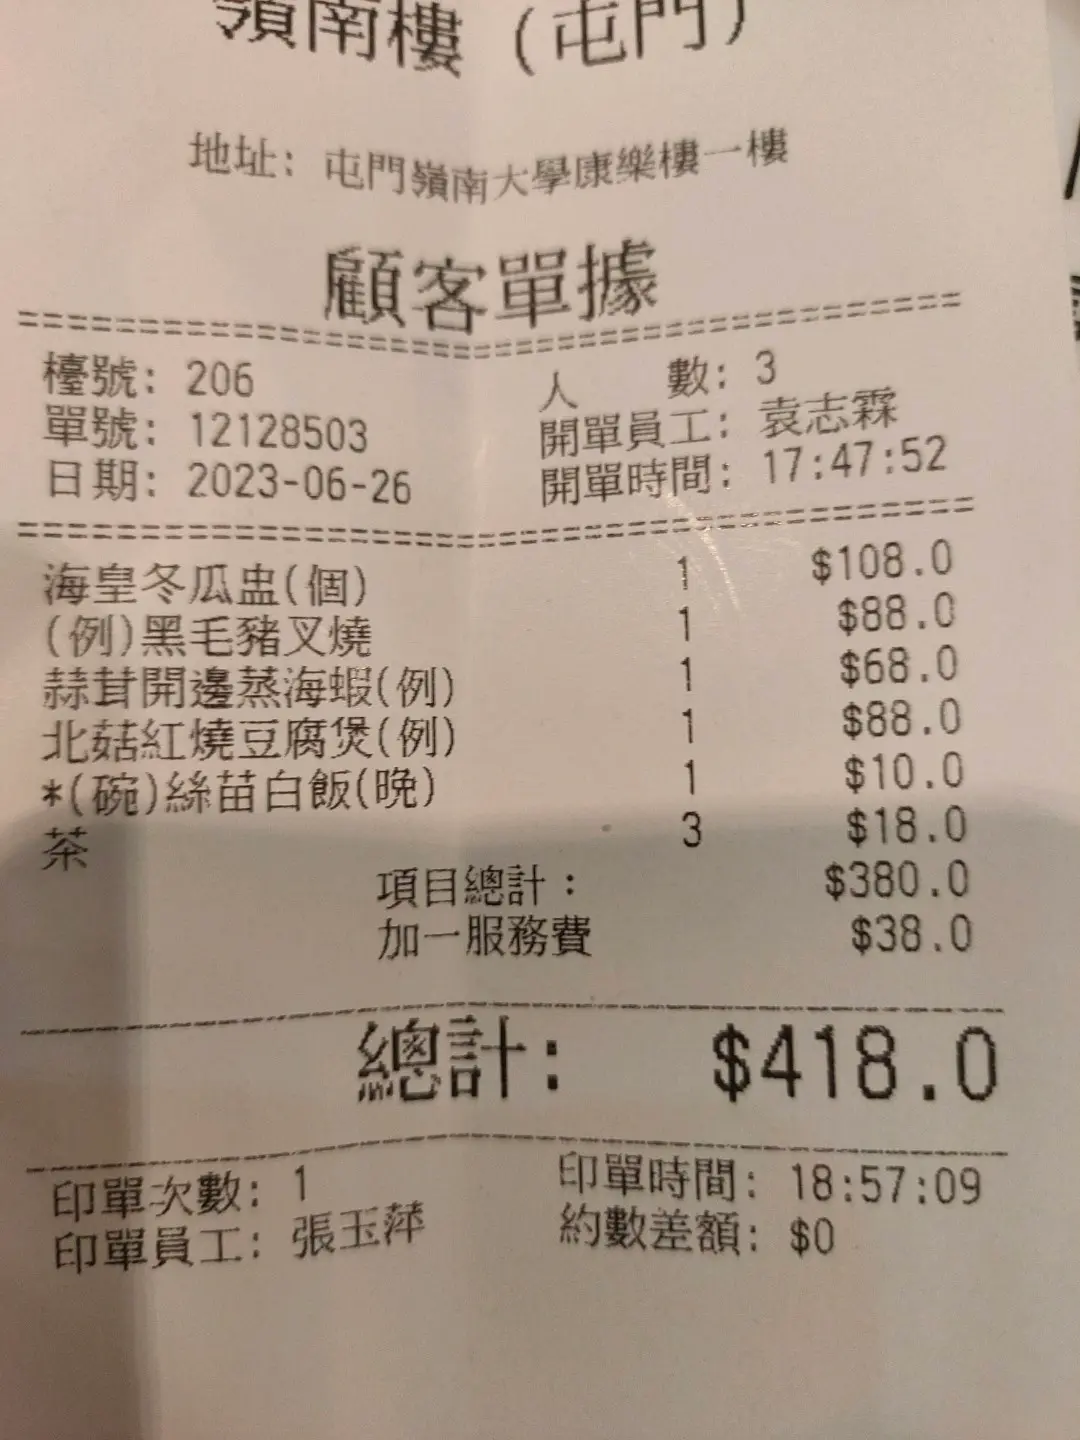 嶺南樓 (屯門)
地址: 屯門嶺南大學康樂樓一樓
顧客單據
檯號: 206 人 數: 3
單號: 12128503 開單員工: 袁志霖
日期: 2023-06-26 開單時間: 17:47:52
海皇冬瓜盅(個) 1 $108.0
(例)黑毛豬叉燒 1 $88.0
蒜茸開邊蒸海蝦(例) 1 $68.0
北菇紅燒豆腐煲(例) 1 $88.0
*(碗)絲苗白飯(晚) 1 $10.0
茶 3 $18.0
項目總計: $380.0
加一服務費 $38.0
總計: $418.0
印單次數: 1 印單時間: 18:57:09
印單員工: 張玉萍 約數差額: $0